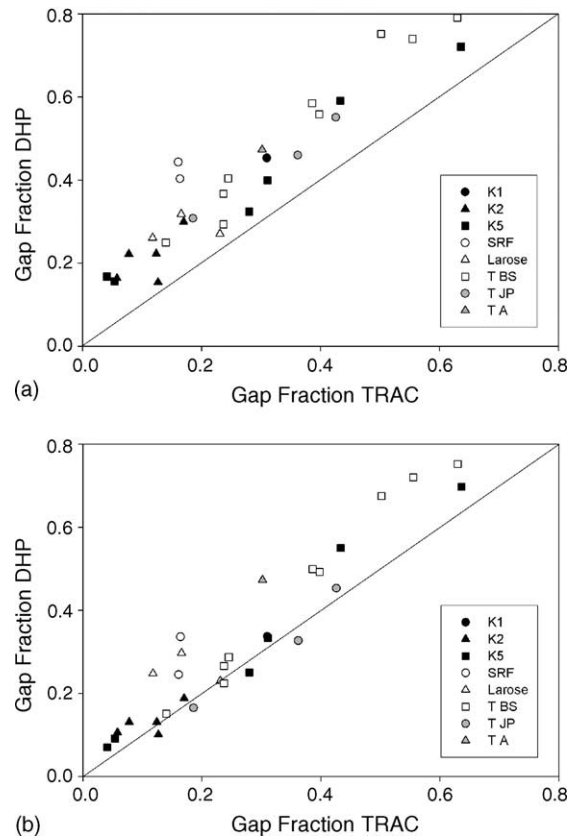 0.8
0.6
0.4
0.2
0.0
Gap Fraction DHP
K1
K2
K5
SRF
Larose
T BS
T JP
T A
0.0 0.2 0.4 0.6 0.8
(a)
Gap Fraction TRAC
0.8
0.6
0.4
0.2
0.0
Gap Fraction DHP
K1
K2
K5
SRF
Larose
T BS
T JP
T A
0.0 0.2 0.4 0.6 0.8
(b)
Gap Fraction TRAC